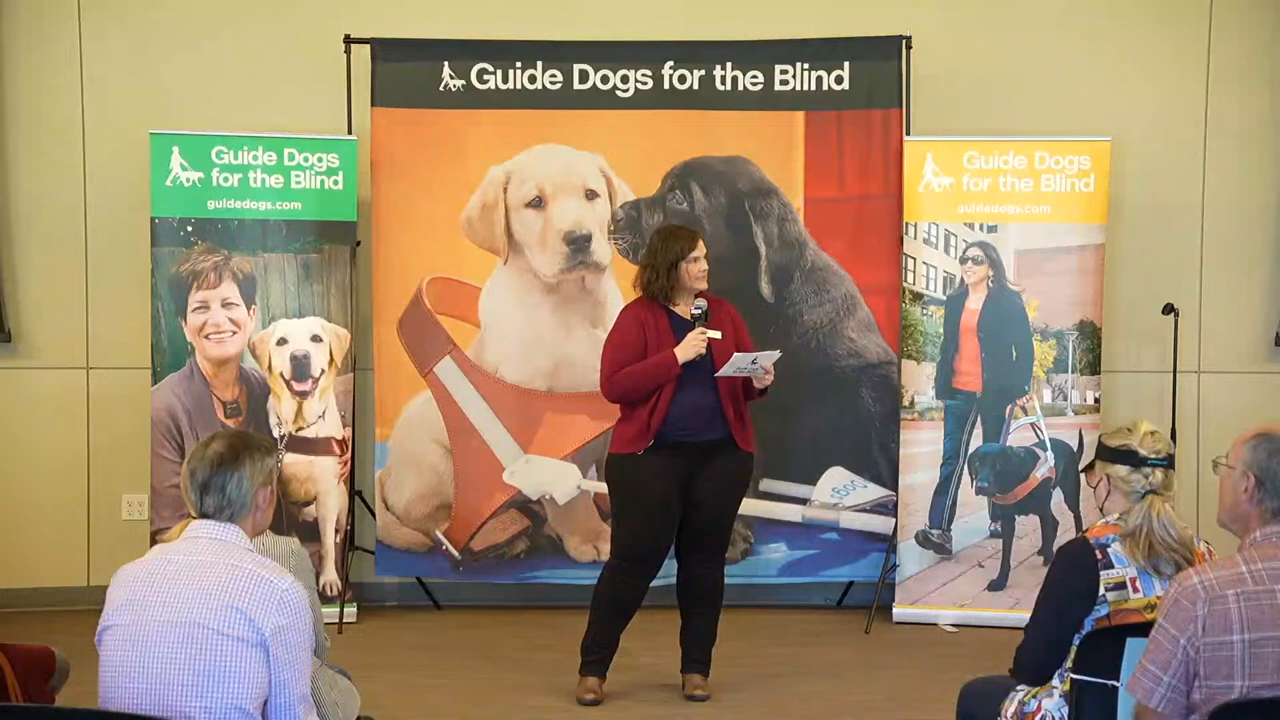 Guide Dogs for the Blind
Guide Dogs
for the Blind
guidedogs.com
Guide Dogs
for the Blind
guidedogs.com
Dogs